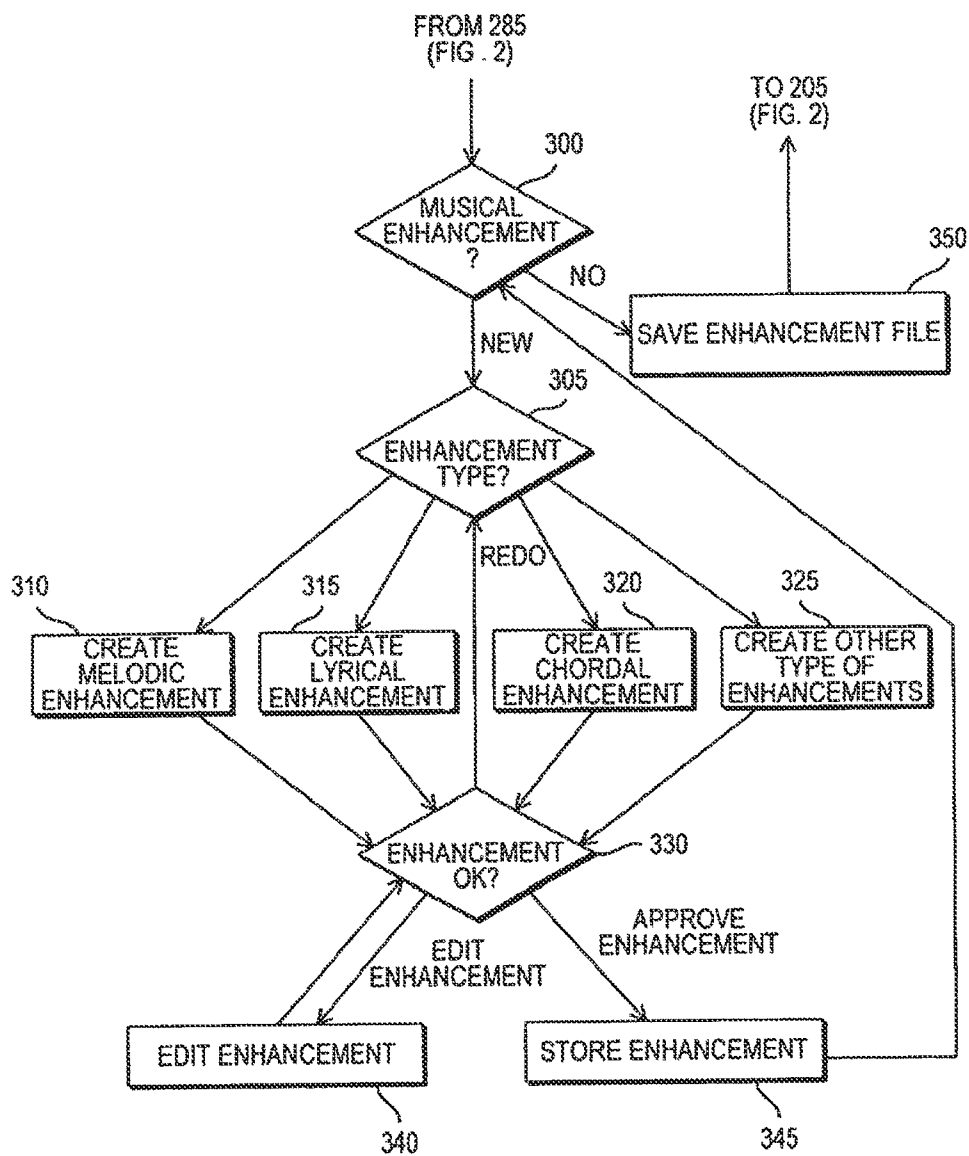 FROM 285
(FIG . 2)
TO 205
(FIG. 2)
300
MUSICAL
ENHANCEMENT
?
350
NO
SAVE ENHANCEMENT FILE
NEW
305
ENHANCEMENT
TYPE?
REDO
310
315
320
325
CREATE
MELODIC
ENHANCEMENT
CREATE
LYRICAL
ENHANCEMENT
CREATE
CHORDAL
ENHANCEMENT
CREATE OTHER
TYPE OF
ENHANCEMENTS
ENHANCEMENT
OK?
330
EDIT
ENHANCEMENT
APPROVE
ENHANCEMENT
EDIT ENHANCEMENT
STORE ENHANCEMENT
340
345